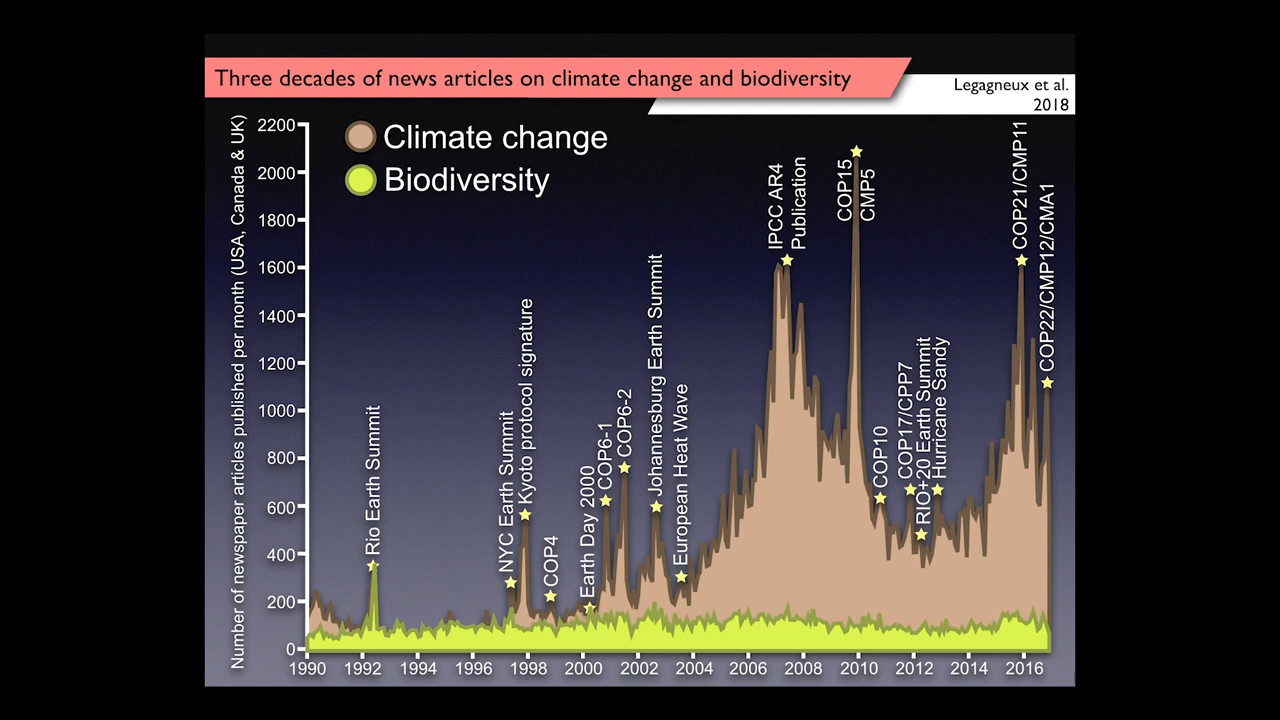 Three decades of news articles on climate change and biodiversity
Legagneux et al.
2018
Number of newspaper articles published per month (USA, Canada & UK)
2200
2000
1800
1600
1400
1200
1000
800
600
400
200
0
Climate change
Biodiversity
Rio Earth Summit
NYC Earth Summit
Kyoto protocol signature
COP4
Earth Day 2000
COP6-1
COP6-2
Johannesburg Earth Summit
European Heat Wave
IPCC AR4
Publication
COP15
CMP5
COP10
COP17/CPP7
RIO+20 Earth Summit
Hurricane Sandy
COP21/CMP11
COP22/CMP12/CMA1
1990 1992 1994 1996 1998 2000 2002 2004 2006 2008 2010 2012 2014 2016